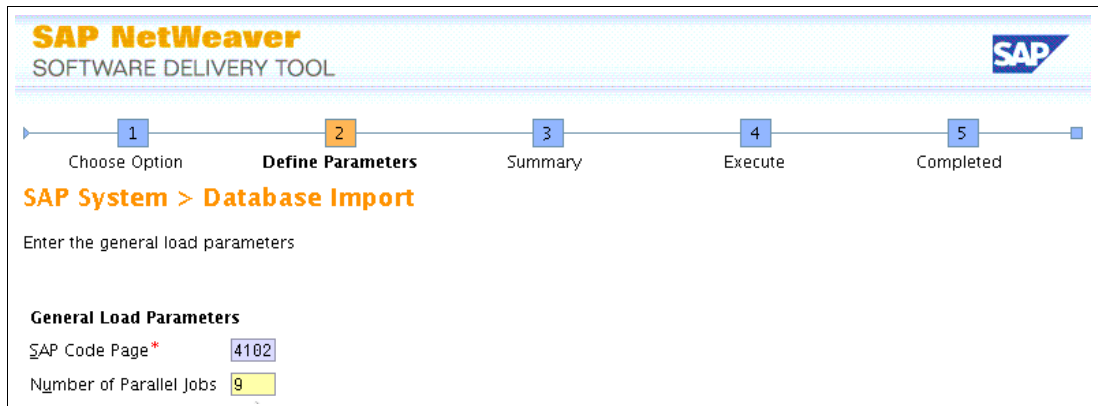 SAP NetWeaver
SOFTWARE DELIVERY TOOL
SAP
1 2 3 4 5
Choose Option Define Parameters Summary Execute Completed
SAP System > Database Import
Enter the general load parameters
General Load Parameters
SAP Code Page* 4102
Number of Parallel Jobs 9